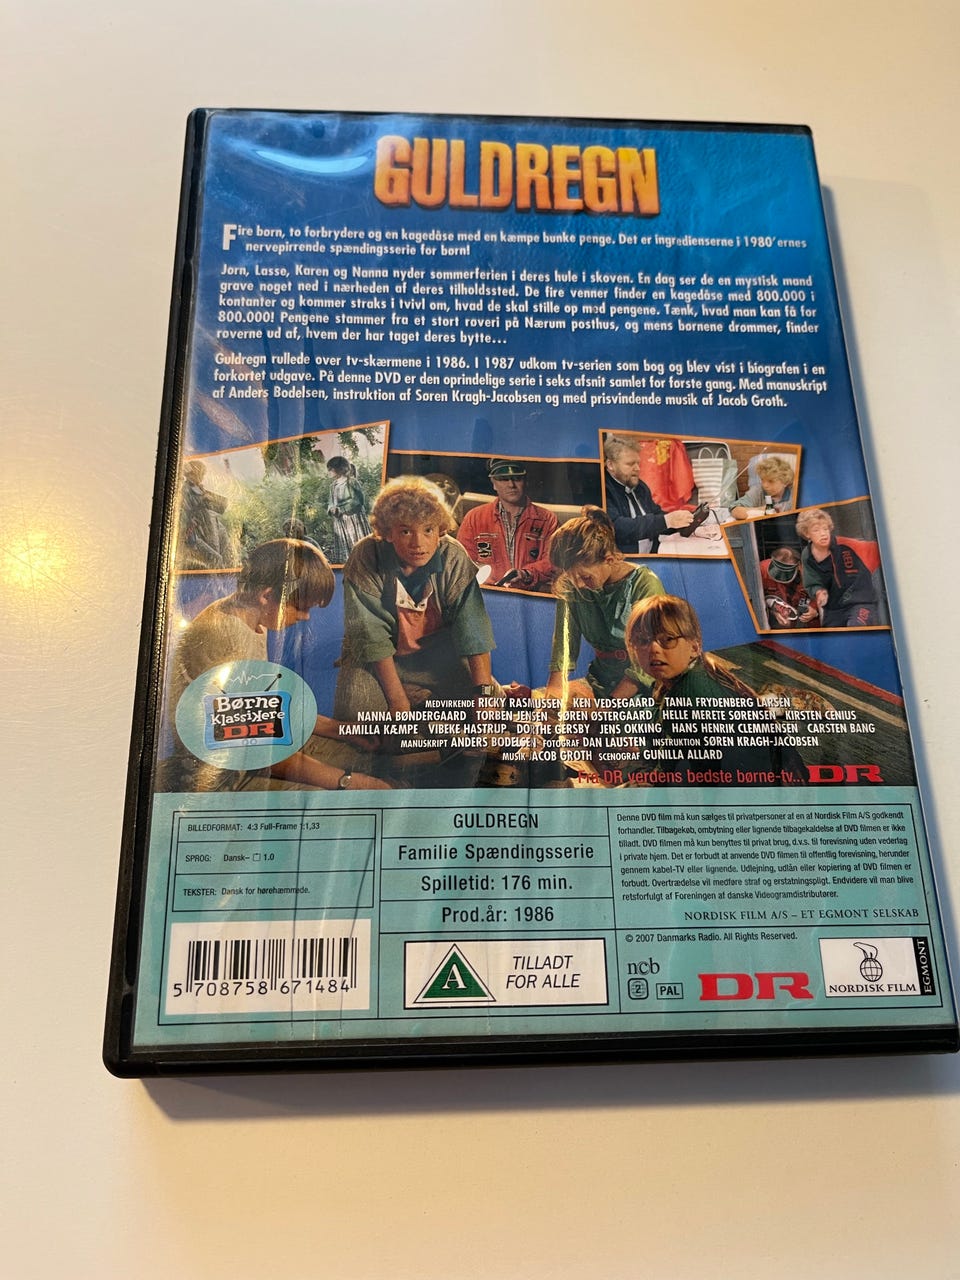 GULDREGN
Fire børn, to forbrydere og en kagedåse med en kæmpe bunke penge. Det er ingredienserne i 1980'ernes
nervepirrende spændingsserie for børn!
Jørn, Lasse, Karen og Nanna nyder sommerferien i deres hule i skoven. En dag ser de en mystisk mand
grave noget ned i nærheden af deres tilholdssted. De fire venner finder en kagedåse med 800.000 i
kontanter og kommer straks i tvivl om, hvad de skal stille op med pengene. Tænk, hvad man kan få for
800.000! Pengene stammer fra et stort røveri på Nærum posthus, og mens børnene drømmer, finder
røverne ud af, hvem der har taget deres bytte...
Guldregn rullede over tv-skærmene i 1986. I 1987 udkom tv-serien som bog og blev vist i biografen i en
forkortet udgave. På denne DVD er den oprindelige serie i seks afsnit samlet for første gang. Med manuskript
af Anders Bodelsen, instruktion af Søren Kragh-Jacobsen og med prisvindende musik af Jacob Groth.
Børne
klassikere
DR
MEDVIRKENDE RICKY RASMUSSEN KEN VEDSEGAARD TANIA FRYDENBERG LARSEN
NANNA BØNDERGAARD TORBEN JENSEN SØREN ØSTERGAARD HELLE MERETE SØRENSEN KIRSTEN CENIUS
KAMILLA KÆMPE VIBEKE HASTRUP DORTHE GERSBY JENS OKKING HANS HENRIK CLEMMENSEN CARSTEN BANG
MANUSKRIPT ANDERS BODELSEN FOTOGRAF DAN LAUSTEN INSTRUKTION SØREN KRAGH-JACOBSEN
MUSIK JACOB GROTH SCENOGRAF GUNILLA ALLARD
Fra DR verdens bedste børne-tv... DR
BILLEDFORMAT: 4:3 Full-Frame 1:1,33
SPROG: Dansk– 1.0
TEKSTER: Dansk for hørehæmmede.
5 708758 671484
GULDREGN
Familie Spændingsserie
Spilletid: 176 min.
Prod.år: 1986
A
TILLADT
FOR ALLE
Denne DVD film må kun sælges til privatpersoner af en af Nordisk Film A/S godkendt
forhandler. Tilbagekøb, ombytning eller lignende tilbagekaldelse af DVD filmen er ikke
tilladt. DVD filmen må kun benyttes til privat brug, d.v.s. til forevisning uden vederlag
i private hjem. Det er forbudt at anvende DVD filmen til offentlig forevisning, herunder
gennem kabel-TV eller lignende. Udlejning, udlån eller kopiering af DVD filmen er
forbudt. Overtrædelse vil medføre straf og erstatningspligt. Endvidere vil man blive
retsforfulgt af Foreningen af danske Videogramdistributører.
NORDISK FILM A/S – ET EGMONT SELSKAB
© 2007 Danmarks Radio. All Rights Reserved.
ncb
2
PAL
DR
NORDISK FILM
EGMONT